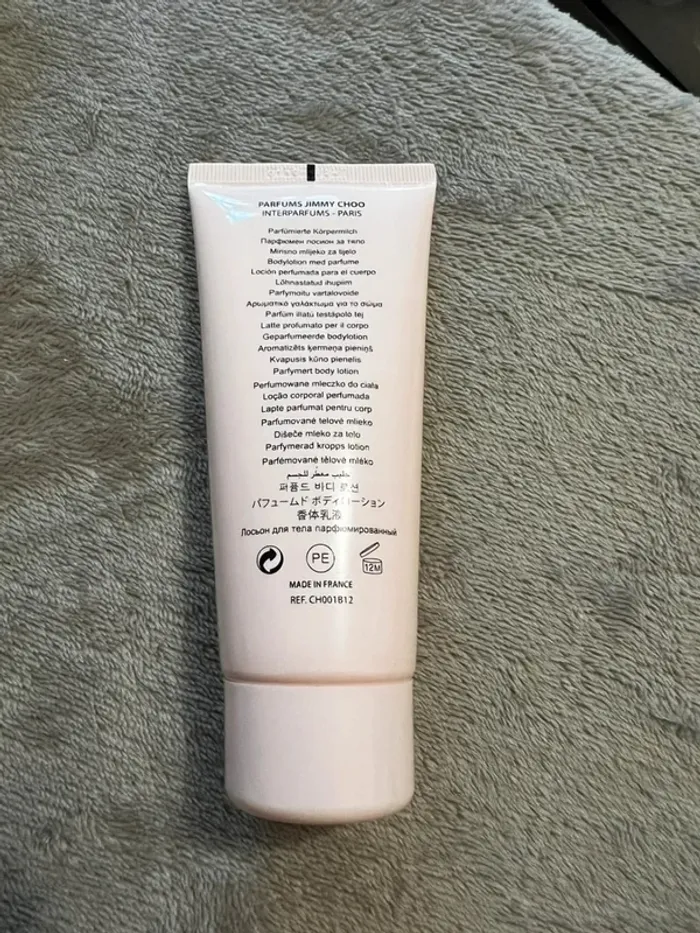 PARFUMS JIMMY CHOO
INTERPARFUMS - PARIS
Parfümierte Körpermilch
Парфюмен лосион за тяло
Mirisno mlijeko za tijelo
Bodylotion med parfume
Loción perfumada para el cuerpo
Lõhnastatud ihupiim
Parfymoitu vartalovoide
Αρωματικό γαλάκτωμα για το σώμα
Parfüm illatú testápoló tej
Latte profumato per il corpo
Geparfumeerde bodylotion
Aromatizēts ķermeņa pieniņš
Kvapusis kūno pienelis
Parfymert body lotion
Perfumowane mleczko do ciała
Loção corporal perfumada
Lapte parfumat pentru corp
Parfumované telové mlieko
Dišeče mleko za telo
Parfymerad kropps lotion
Parfémované tělové mléko
حليب معطّر للجسم
퍼퓸드 바디 로션
パフュームド ボディローション
香体乳液
Лосьон для тела парфюмированный
PE
12M
MADE IN FRANCE
REF. CH001B12